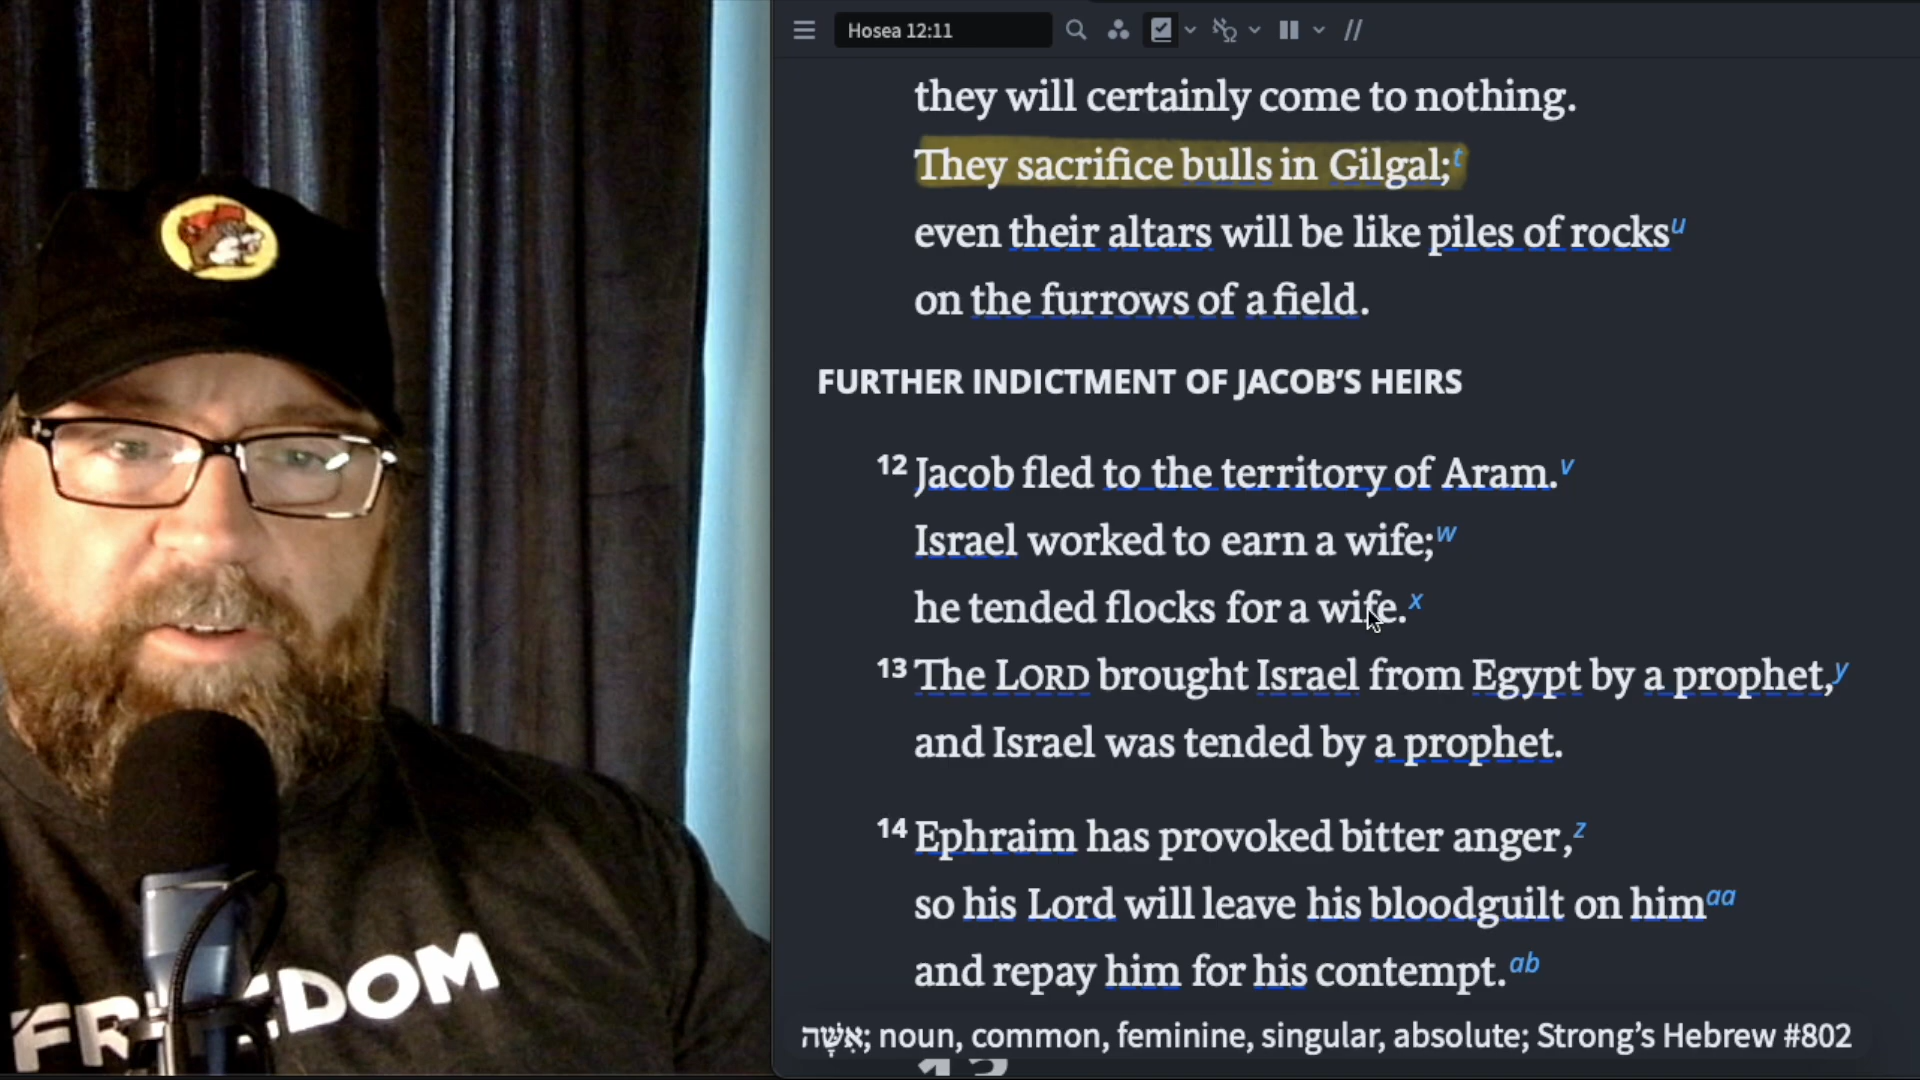 Hosea 12:11
they will certainly come to nothing.
They sacrifice bulls in Gilgal;t
even their altars will be like piles of rocksu
on the furrows of a field.
FURTHER INDICTMENT OF JACOB'S HEIRS
12 Jacob fled to the territory of Aram.v
Israel worked to earn a wife;w
he tended flocks for a wife.x
13 The LORD brought Israel from Egypt by a prophet,y
and Israel was tended by a prophet.
14 Ephraim has provoked bitter anger,z
so his Lord will leave his bloodguilt on himaa
and repay him for his contempt.ab
אִשָּׁה; noun, common, feminine, singular, absolute; Strong's Hebrew #802